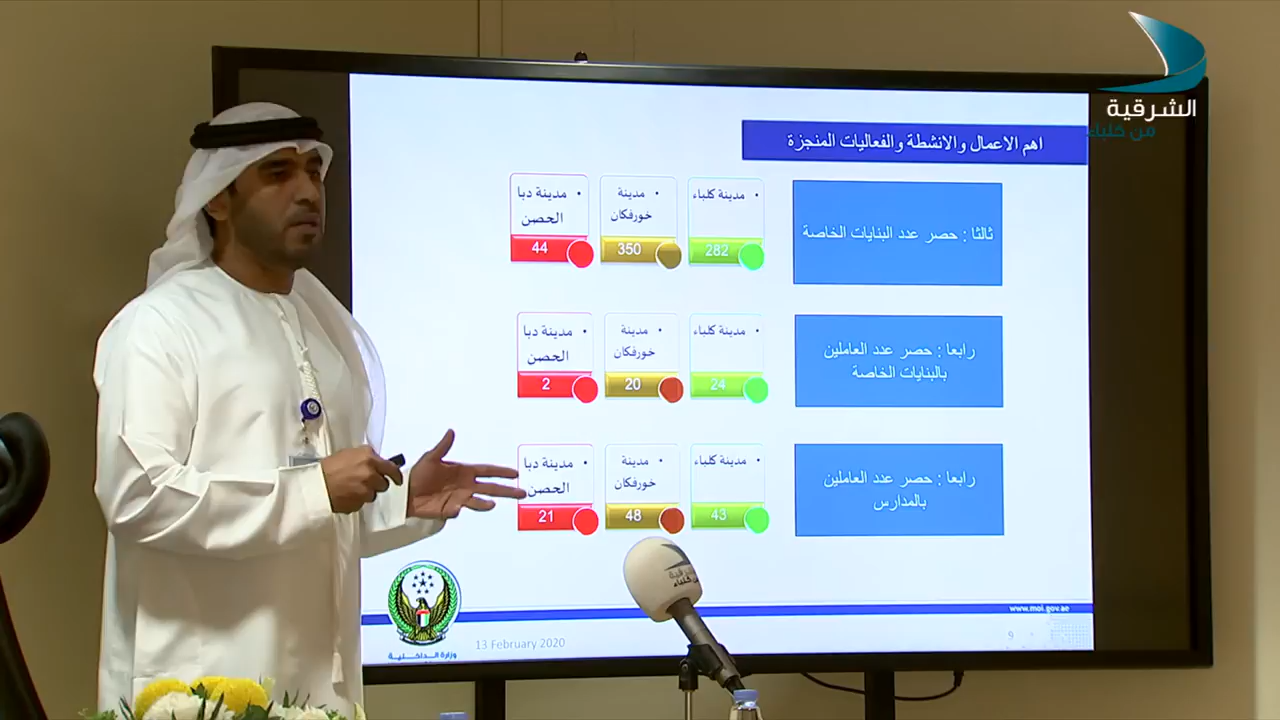 الشرقية
من كلباء
اهم الاعمال والانشطة والفعاليات المنجزة
ثالثا : حصر عدد البنايات الخاصة
• مدينة كلباء
282
• مدينة
خورفكان
350
• مدينة دبا
الحصن
44
رابعا : حصر عدد العاملين
بالبنايات الخاصة
• مدينة كلباء
24
• مدينة
خورفكان
20
• مدينة دبا
الحصن
2
رابعا : حصر عدد العاملين
بالمدارس
• مدينة كلباء
43
• مدينة
خورفكان
48
• مدينة دبا
الحصن
21
الشرقية
من كلباء
www.moi.gov.ae
وزارة الداخلية
13 February 2020
9